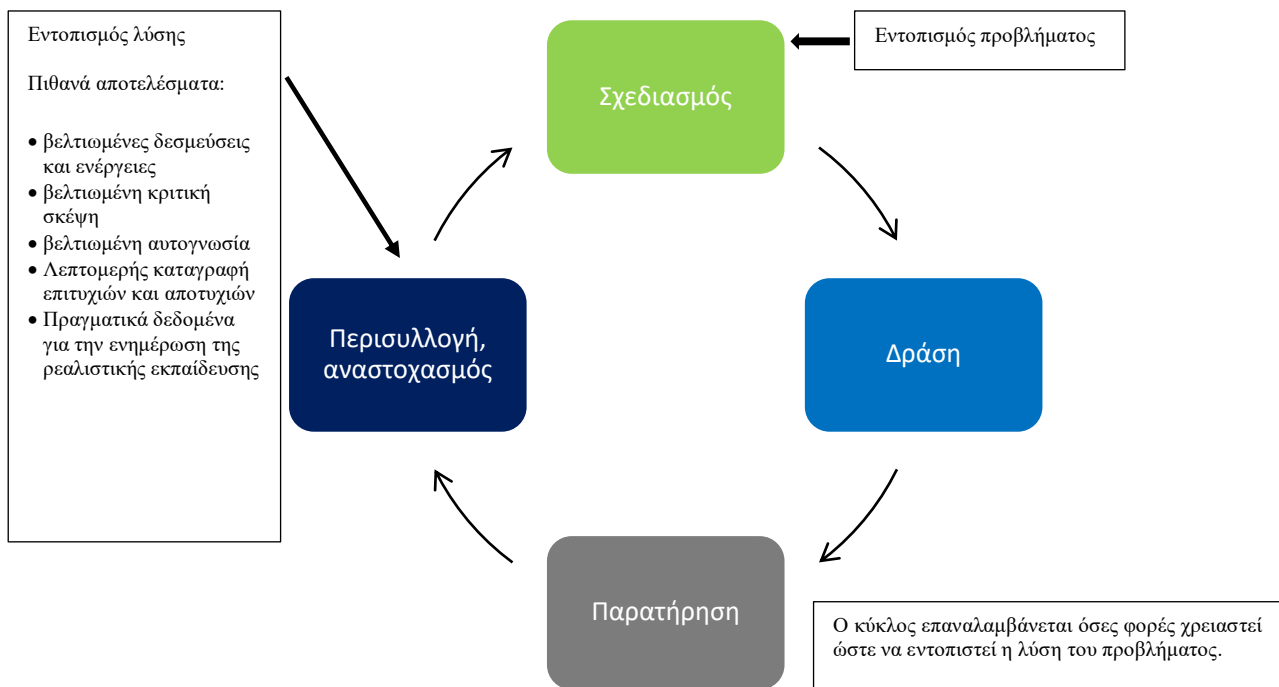 Εντοπισμός λύσης
Πιθανά αποτελέσματα:
• βελτιωμένες δεσμεύσεις
και ενέργειες
• βελτιωμένη κριτική
σκέψη
• βελτιωμένη αυτογνωσία
• Λεπτομερής καταγραφή
επιτυχιών και αποτυχιών
• Πραγματικά δεδομένα
για την ενημέρωση της
ρεαλιστικής εκπαίδευσης
Σχεδιασμός
Εντοπισμός προβλήματος
Περισυλλογή,
αναστοχασμός
Δράση
Παρατήρηση
Ο κύκλος επαναλαμβάνεται όσες φορές χρειαστεί
ώστε να εντοπιστεί η λύση του προβλήματος.